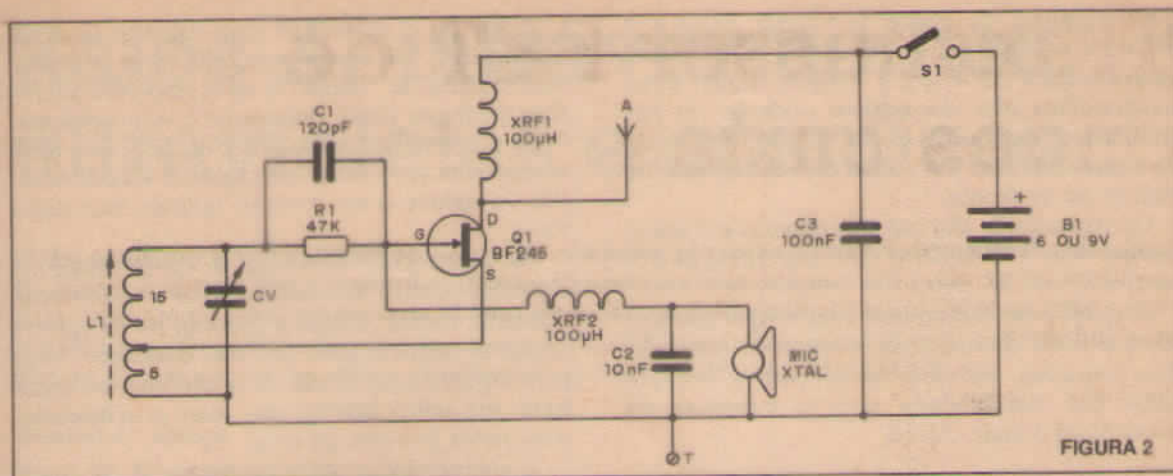 S1
XRF1
100µH
A
C1
120pF
R1
47K
G
D
S
Q1
BF245
C3
100nF
+
B1
6 OU 9V
L1
15
5
CV
XRF2
100µH
C2
10nF
MIC
XTAL
T
FIGURA 2